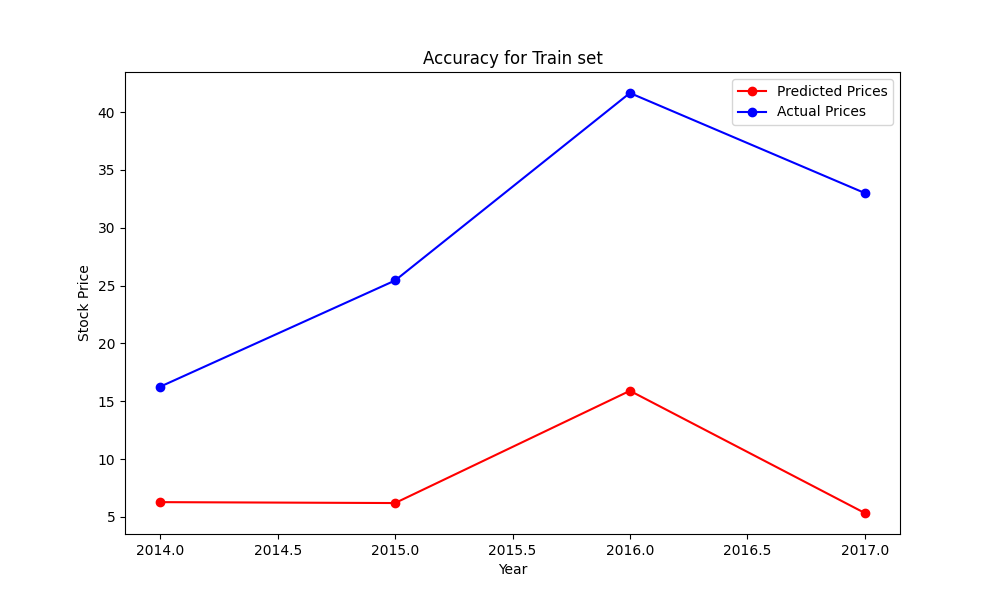 Accuracy for Train set
Predicted Prices
Actual Prices
Stock Price
40
35
30
25
20
15
10
5
2014.0 2014.5 2015.0 2015.5 2016.0 2016.5 2017.0
Year